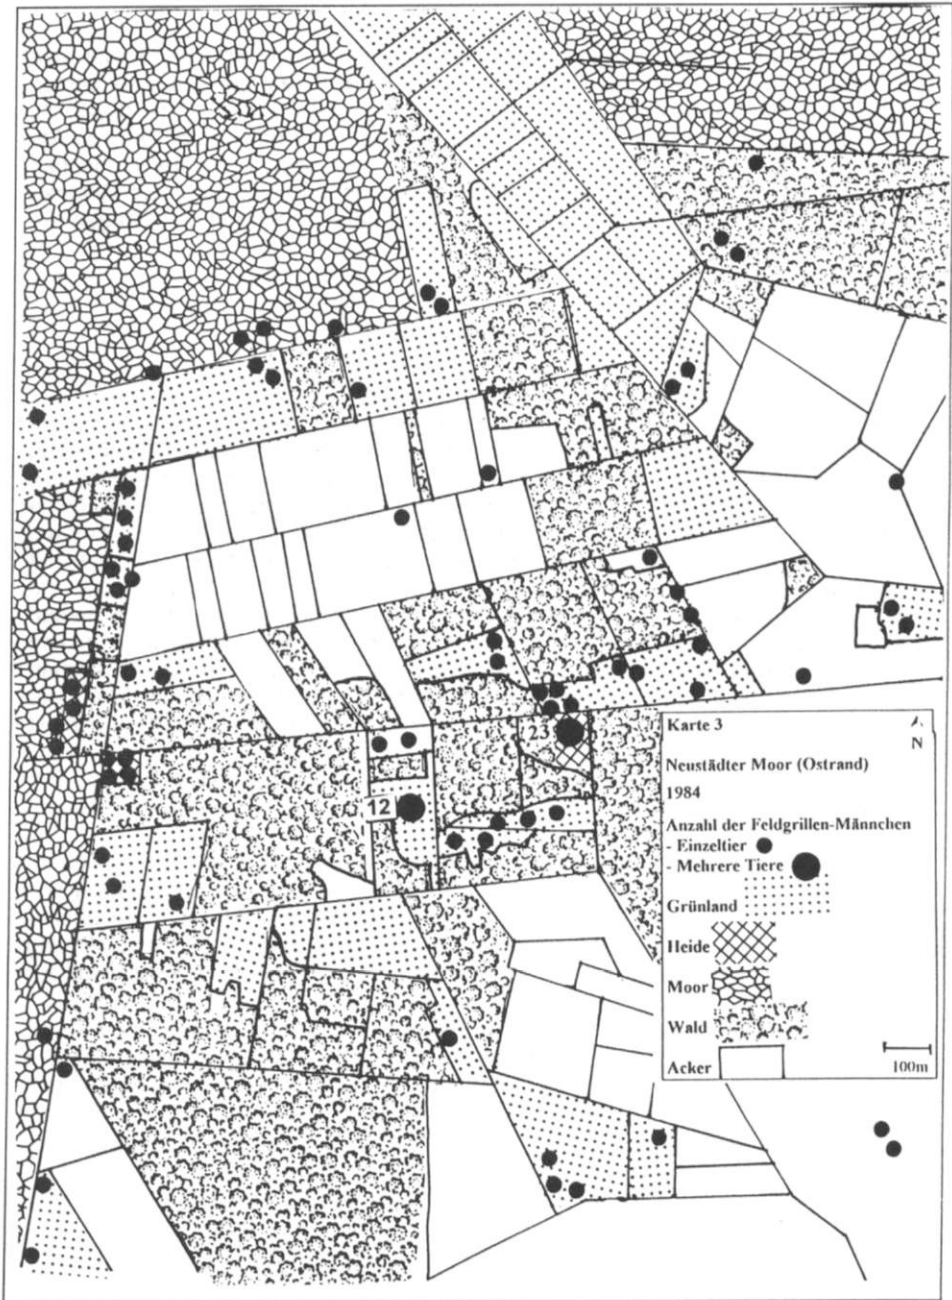 23
12
Karte 3
N
Neustädter Moor (Ostrand)
1984
Anzahl der Feldgrillen-Männchen
- Einzeltier
- Mehrere Tiere
Grünland
Heide
Moor
Wald
Acker
100m